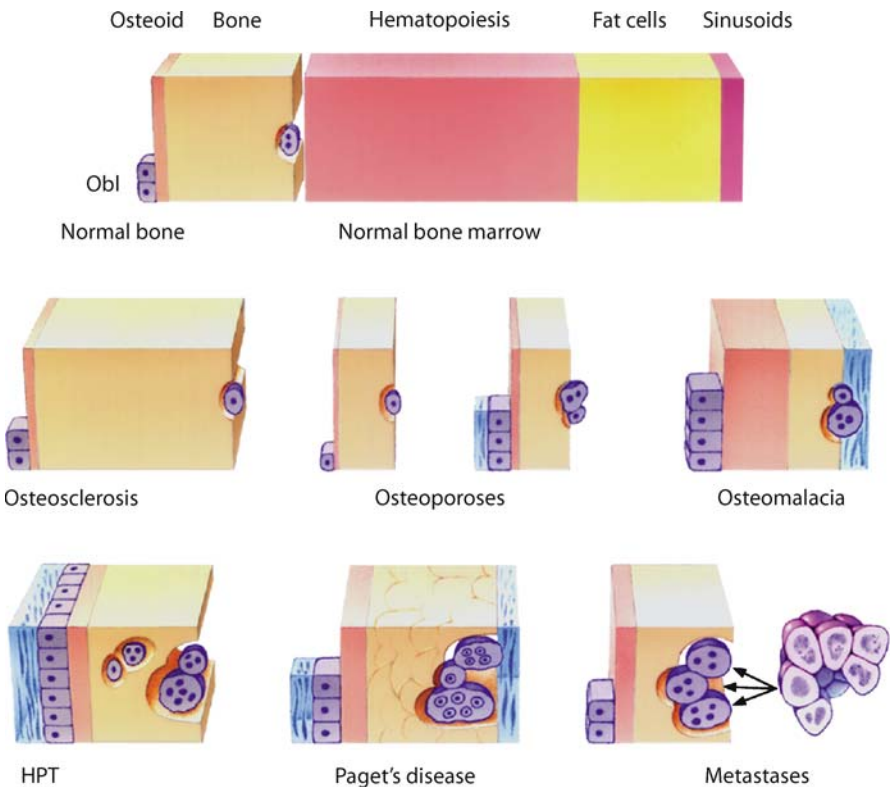 Osteoid Bone Hematopoiesis Fat cells Sinusoids
Obl
Normal bone Normal bone marrow
Osteosclerosis Osteoporoses Osteomalacia
HPT Paget's disease Metastases